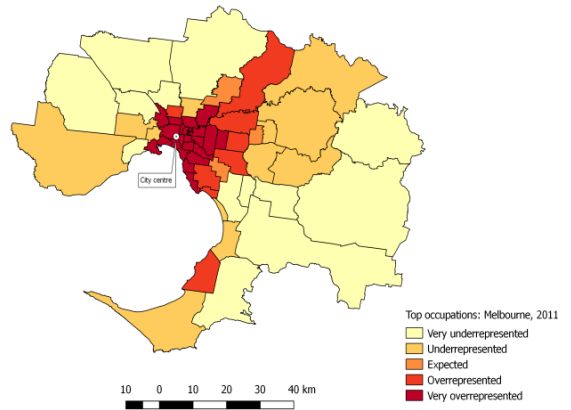 City centre
Top occupations: Melbourne, 2011
Very underrepresented
Underrepresented
Expected
Overrepresented
Very overrepresented
10 0 10 20 30 40 km